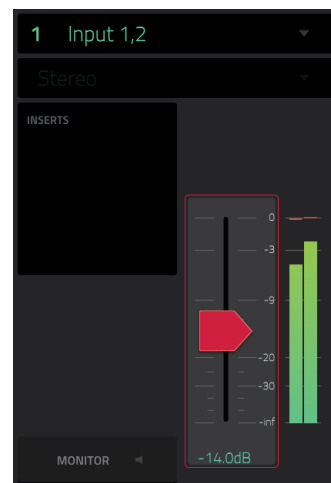 1 Input 1,2
Stereo
INSERTS
0
-3
-9
-20
-30
-inf
-14.0dB
MONITOR